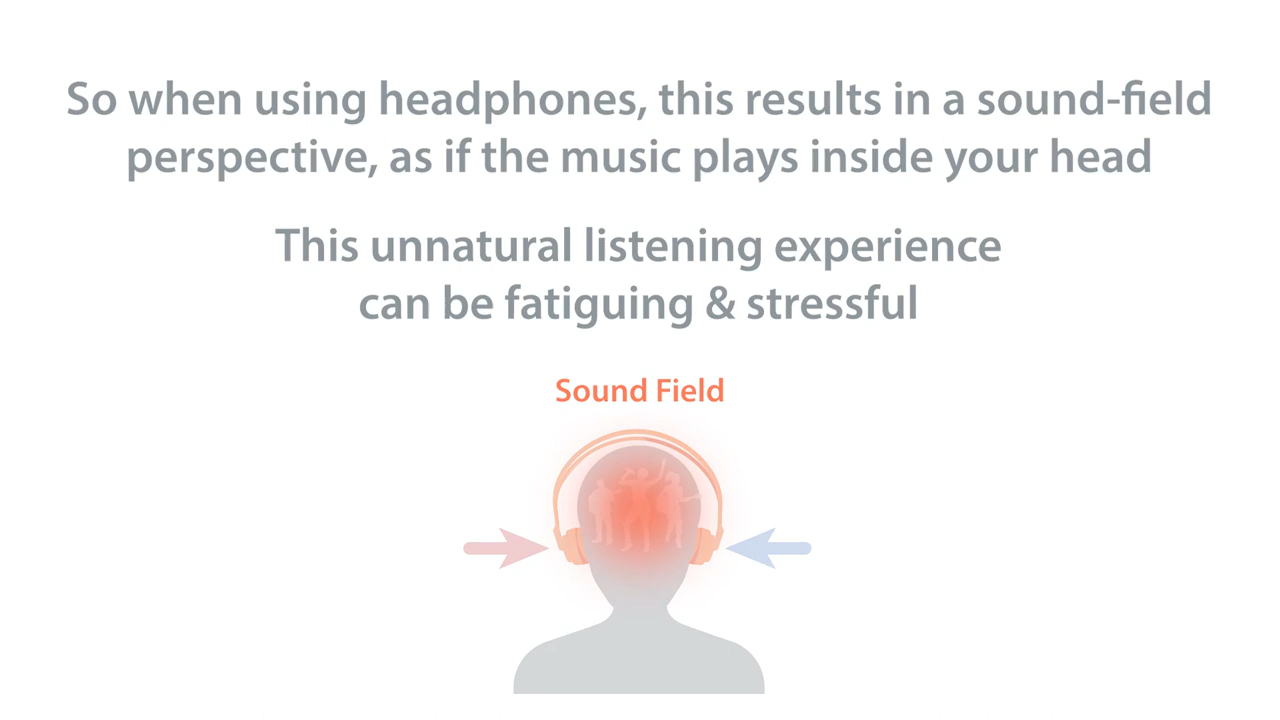 So when using headphones, this results in a sound-field
perspective, as if the music plays inside your head
This unnatural listening experience
can be fatiguing & stressful
Sound Field